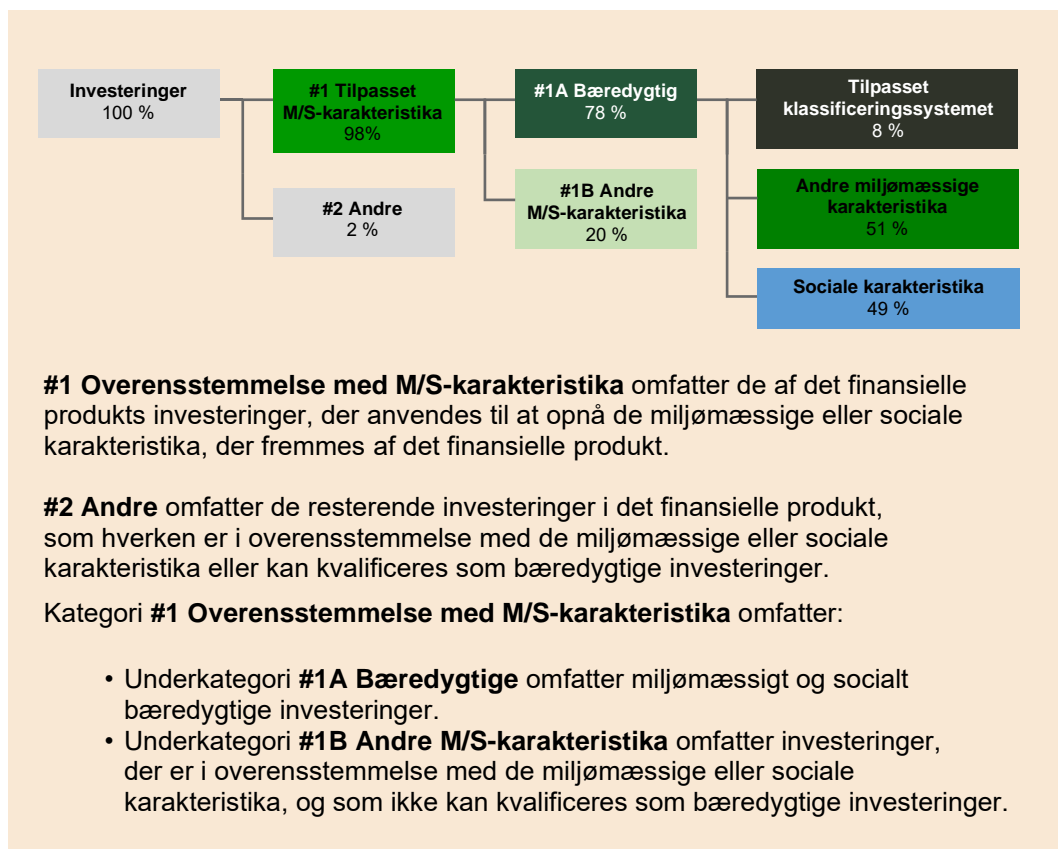 Investeringer
100 %
#1 Tilpasset
M/S-karakteristika
98%
#2 Andre
2 %
#1A Bæredygtig
78 %
#1B Andre
M/S-karakteristika
20 %
Tilpasset
klassificeringssystemet
8 %
Andre miljømæssige
karakteristika
51 %
Sociale karakteristika
49 %
#1 Overensstemmelse med M/S-karakteristika omfatter de af det finansielle
produkts investeringer, der anvendes til at opnå de miljømæssige eller sociale
karakteristika, der fremmes af det finansielle produkt.
#2 Andre omfatter de resterende investeringer i det finansielle produkt,
som hverken er i overensstemmelse med de miljømæssige eller sociale
karakteristika eller kan kvalificeres som bæredygtige investeringer.
Kategori #1 Overensstemmelse med M/S-karakteristika omfatter:
• Underkategori #1A Bæredygtige omfatter miljømæssigt og socialt
bæredygtige investeringer.
• Underkategori #1B Andre M/S-karakteristika omfatter investeringer,
der er i overensstemmelse med de miljømæssige eller sociale
karakteristika, og som ikke kan kvalificeres som bæredygtige investeringer.